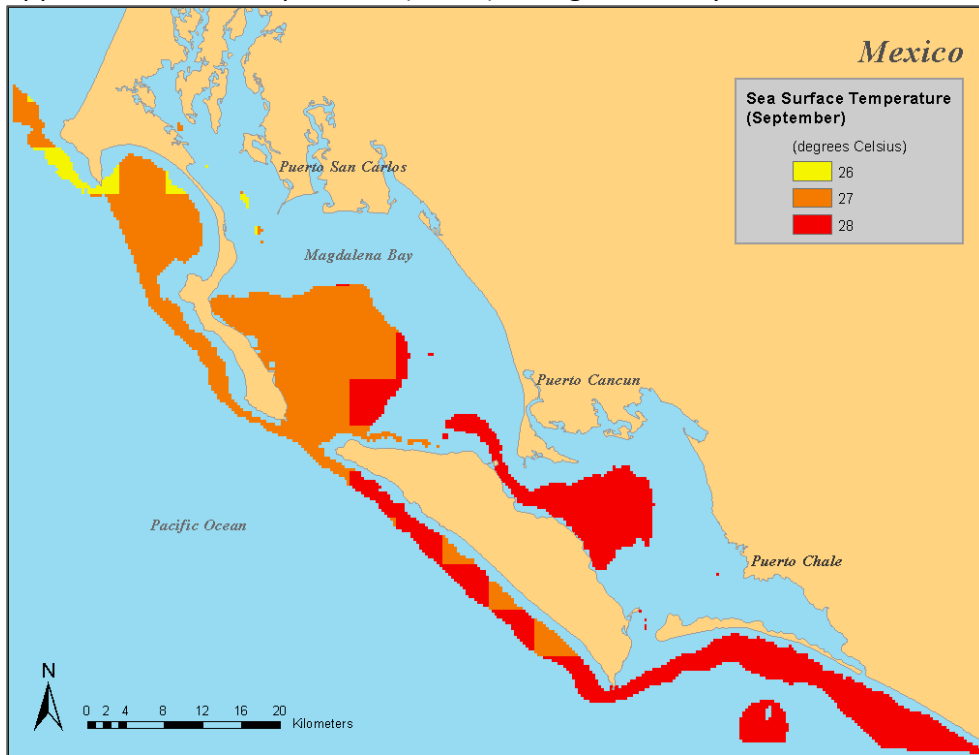 Mexico
Sea Surface Temperature
(September)
(degrees Celsius)
26
27
28
Puerto San Carlos
Magdalena Bay
Puerto Cancun
Pacific Ocean
Puerto Chale
N
0 2 4 8 12 16 20
Kilometers